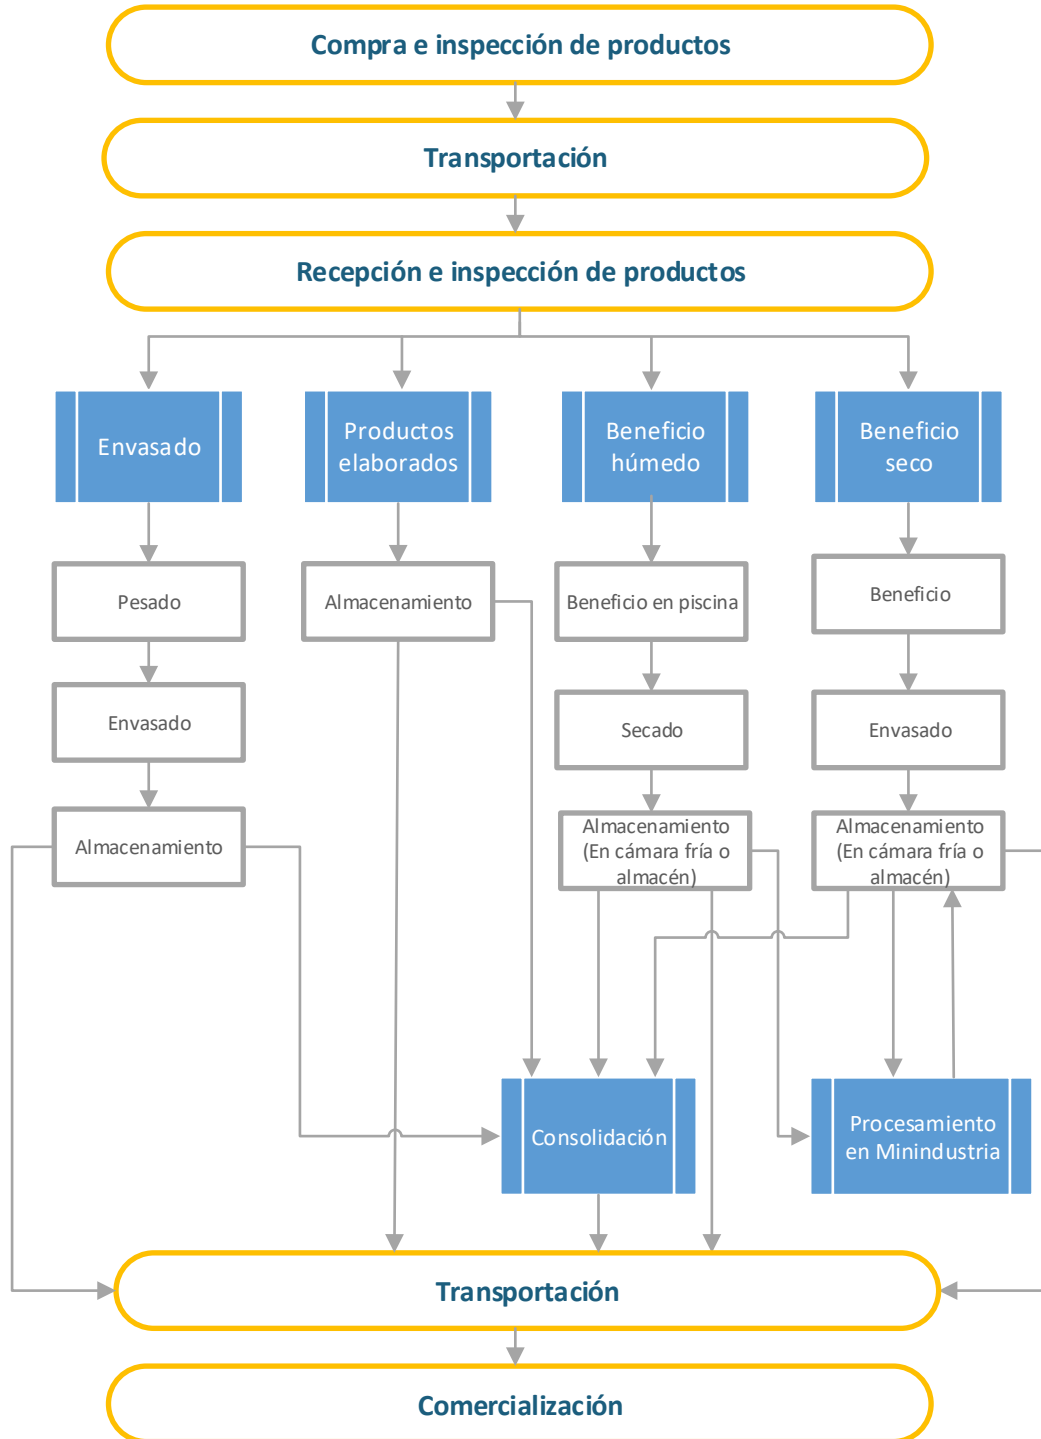 Compra e inspección de productos
Transportación
Recepción e inspección de productos
Envasado
Productos
elaborados
Beneficio
húmedo
Beneficio
seco
Pesado
Almacenamiento
Beneficio en piscina
Beneficio
Envasado
Secado
Envasado
Almacenamiento
Almacenamiento
(En cámara fría o
almacén)
Almacenamiento
(En cámara fría o
almacén)
Consolidación
Procesamiento
en Minindustria
Transportación
Comercialización